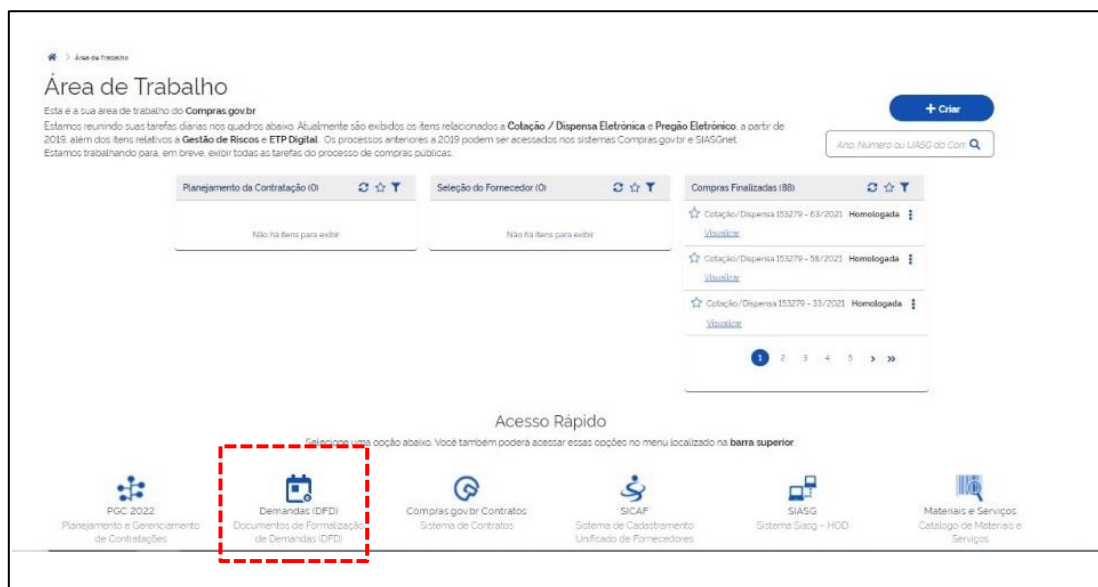 Área de Trabalho
Área de Trabalho
Esta é a sua área de trabalho do Compras.gov.br
+ Criar
Estamos reunindo suas tarefas diárias nos quadros abaixo. Atualmente são exibidos os itens relacionados a Cotação / Dispensa Eletrônica e Pregão Eletrônico, a partir de
2019, além dos itens relativos à Gestão de Riscos e ETP Digital. Os processos anteriores a 2019 podem ser acessados nos sistemas Compras.gov.br e SIASGnet.
Ano, Número ou UASG da Com
Estamos trabalhando para, em breve, exibir todas as tarefas do processo de compras públicas.
Planejamento da Contratação (0)
Seleção do Fornecedor (0)
Compras Finalizadas (88)
Não há itens para exibir
Não há itens para exibir
Cotação/Dispensa 153279 - 63/2021 Homologada
Visualizar
Cotação/Dispensa 153279 - 58/2021 Homologada
Visualizar
Cotação/Dispensa 153279 - 33/2021 Homologada
Visualizar
1 2 3 4 5 > >>
Acesso Rápido
Selecione uma opção abaixo. Você também poderá acessar essas opções no menu localizado na barra superior.
PGC 2022
Planejamento e Gerenciamento
de Contratações
Demandas (DFD)
Documentos de Formalização
de Demandas (DFD)
Compras.gov.br Contratos
Sistema de Contratos
SICAF
Sistema de Cadastramento
Unificado de Fornecedores
SIASG
Sistema Siasg - HOD
Materiais e Serviços
Catálogo de Materiais e
Serviços